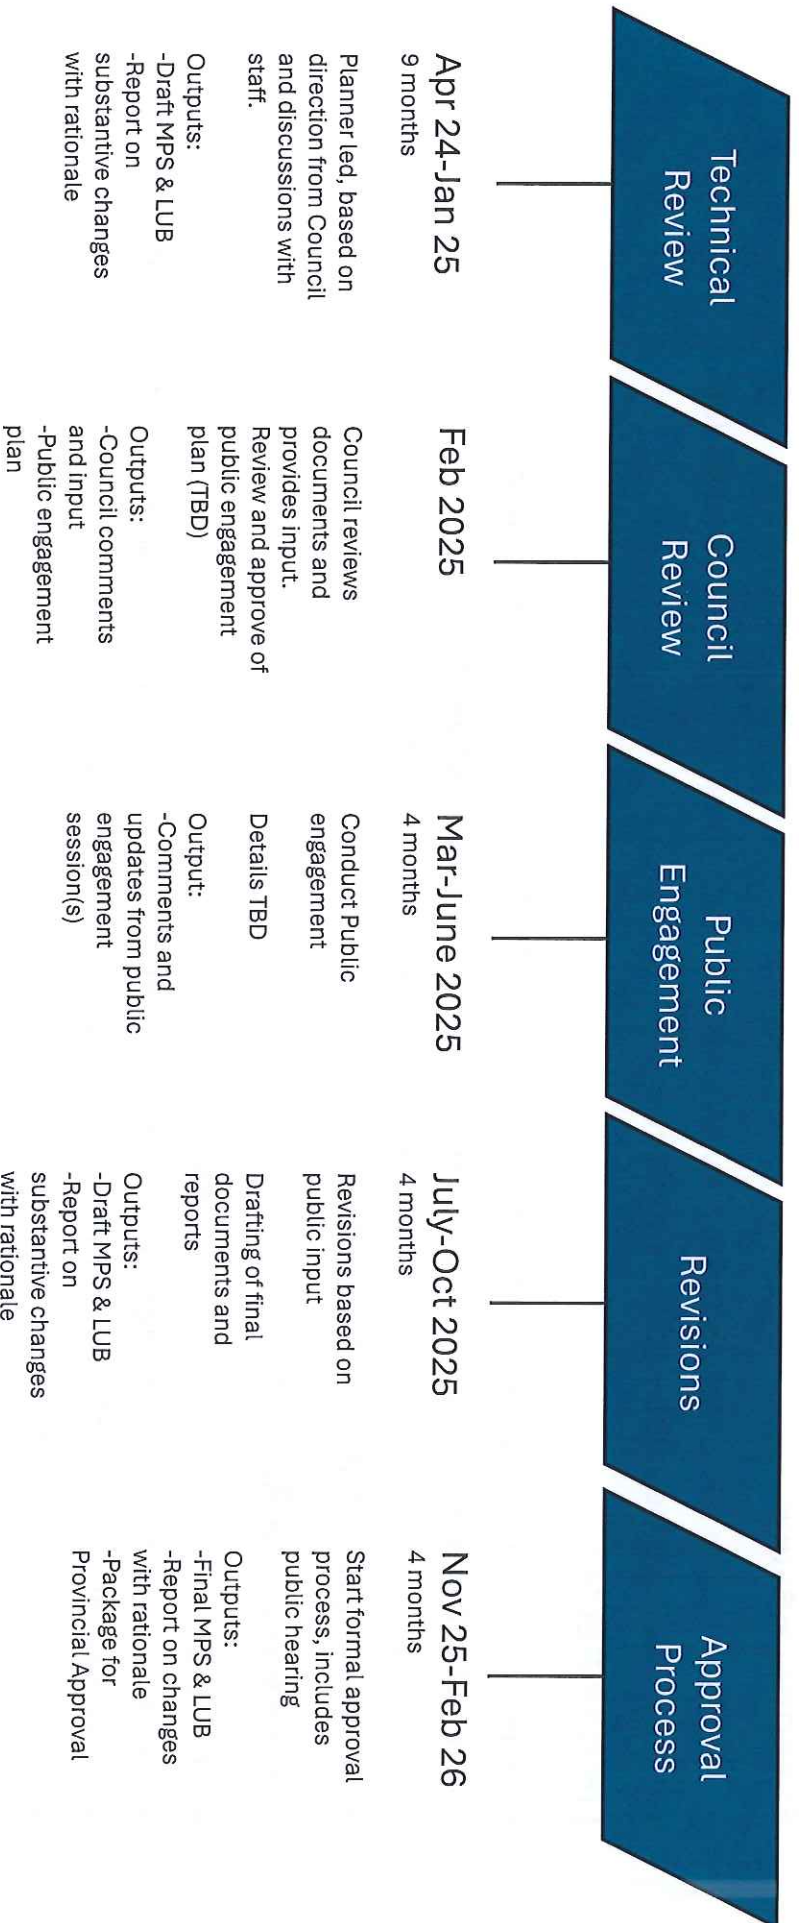 Technical
Review
Apr 24-Jan 25
9 months
Planner led, based on
direction from Council
and discussions with
staff.
Outputs:
-Draft MPS & LUB
-Report on
substantive changes
with rationale
Council
Review
Feb 2025
Council reviews
documents and
provides input.
Review and approve of
public engagement
plan (TBD)
Outputs:
-Council comments
and input
-Public engagement
plan
Public
Engagement
Mar-June 2025
4 months
Conduct Public
engagement
Details TBD
Output:
-Comments and
updates from public
engagement
session(s)
Revisions
July-Oct 2025
4 months
Revisions based on
public input
Drafting of final
documents and
reports
Outputs:
-Draft MPS & LUB
-Report on
substantive changes
with rationale
Approval
Process
Nov 25-Feb 26
4 months
Start formal approval
process, includes
public hearing
Outputs:
-Final MPS & LUB
-Report on changes
with rationale
-Package for
Provincial Approval